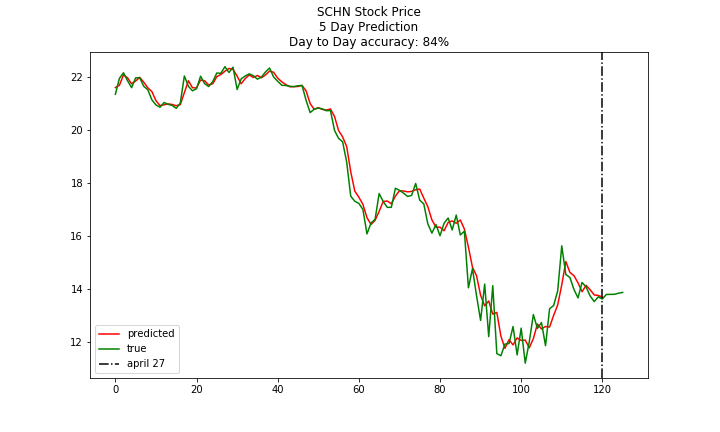 SCHN Stock Price
5 Day Prediction
Day to Day accuracy: 84%
22
20
18
16
14
12
predicted
true
april 27
0 20 40 60 80 100 120